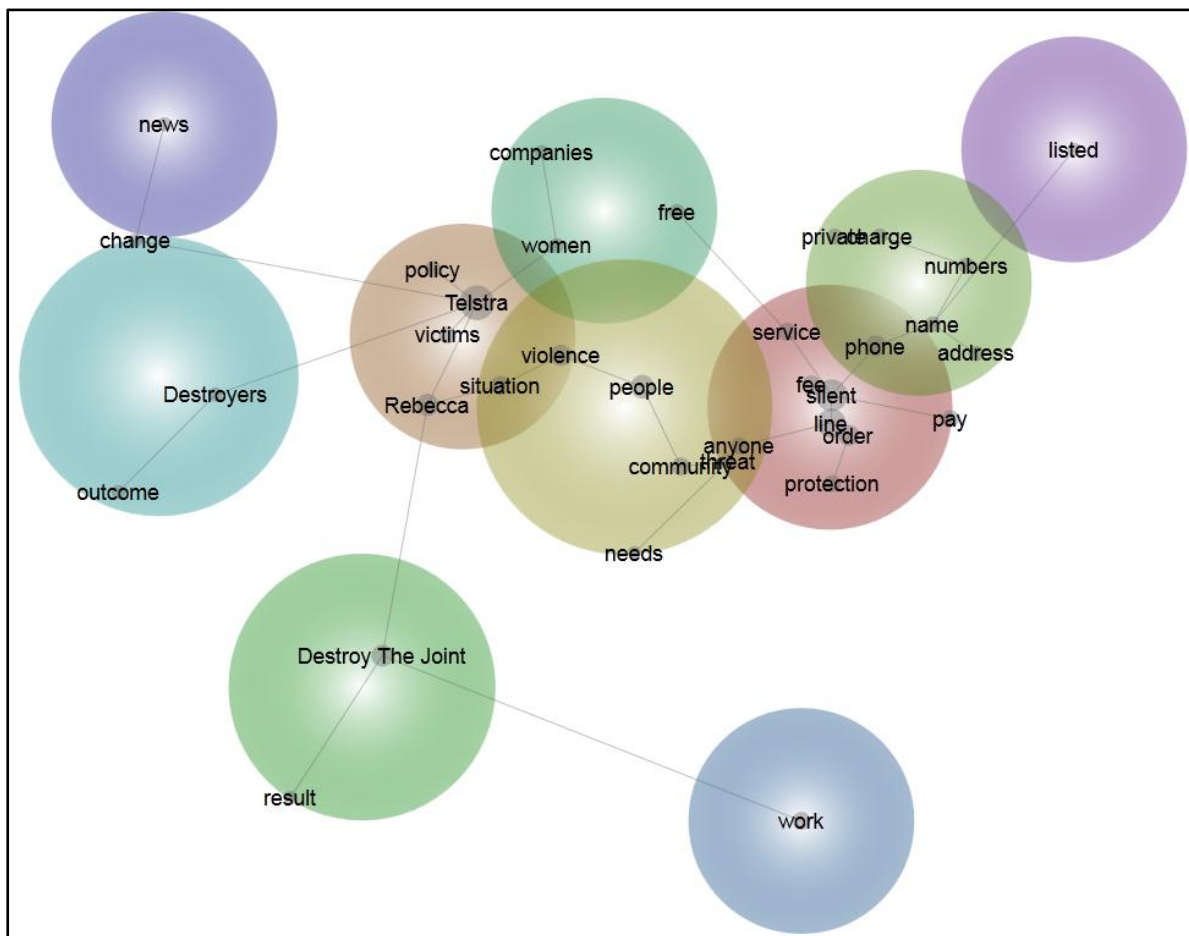 news
listed
companies
free
change
women
private
charge
policy
numbers
Telstra
name
victims
service
phone
address
violence
situation
people
fee
Destroyers
silent
Rebecca
pay
line
order
anyone
threat
community
outcome
protection
needs
Destroy The Joint
result
work